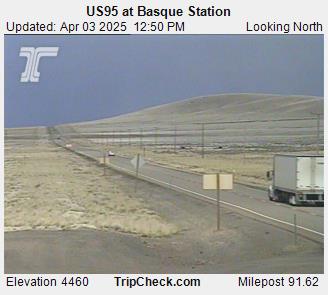 US95 at Basque Station
Updated: Apr 03 2025 12:50 PM Looking North
Elevation 4460 TripCheck.com Milepost 91.62